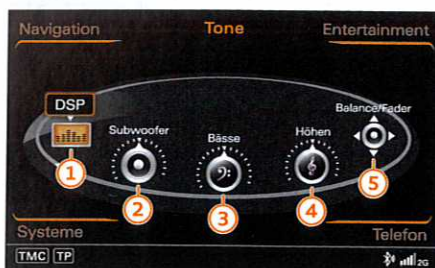 Navigation Tone Entertainment
DSP
Subwoofer Bässe Höhen Balance/Fader
1 2 3 4 5
Systeme Telefon
TMC TP 2G